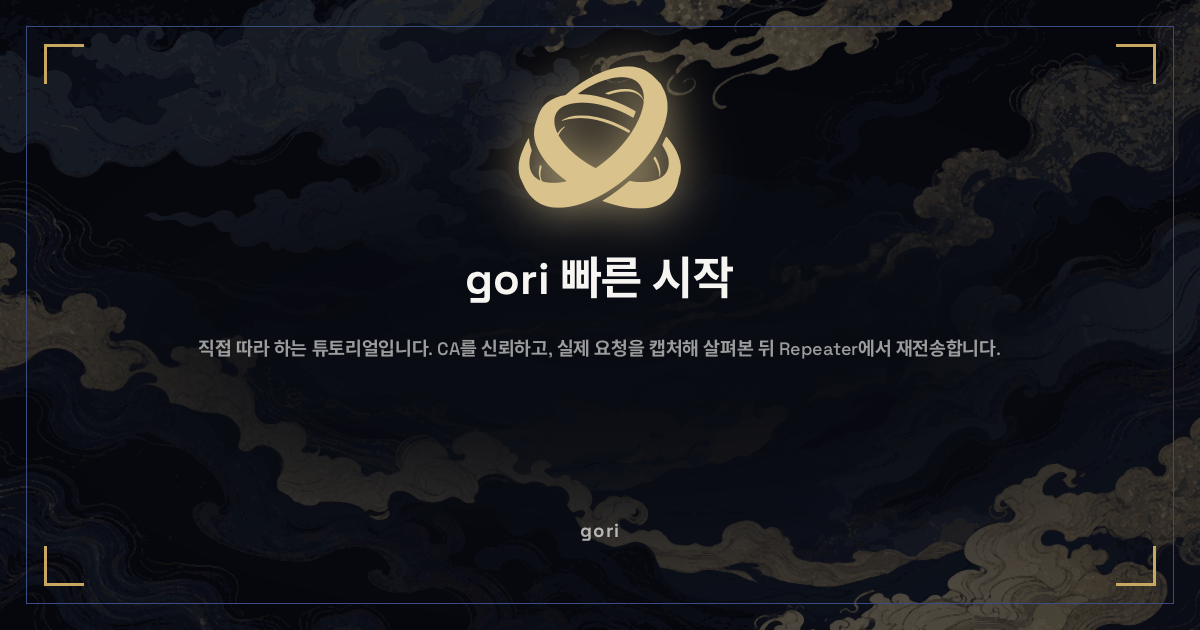 gori 빠른 시작
직접 따라 하는 튜토리얼입니다. CA를 신뢰하고, 실제 요청을 캡처해 살펴본 뒤 Repeater에서 재전송합니다.
gori